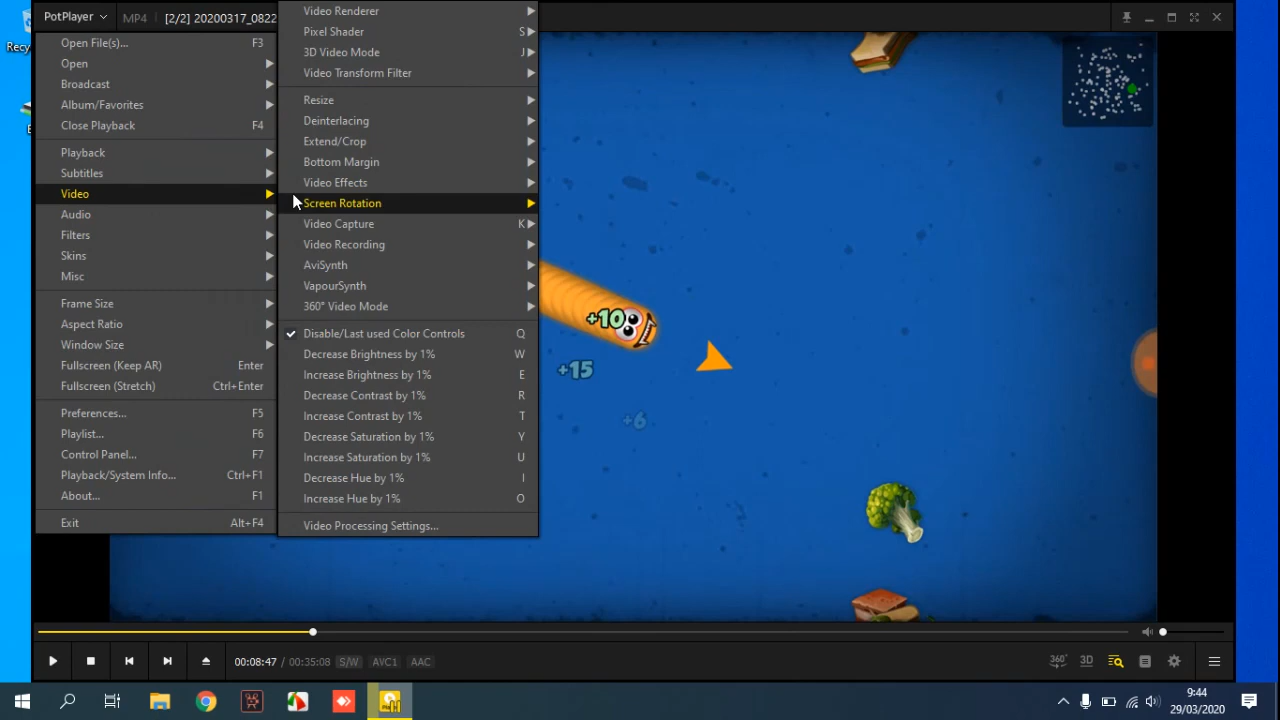 PotPlayer MP4 [2/2] 20200317_0822
Recy
E
Open File(s)... F3
Open
Broadcast
Album/Favorites
Close Playback F4
Playback
Subtitles
Video
Audio
Filters
Skins
Misc
Frame Size
Aspect Ratio
Window Size
Fullscreen (Keep AR) Enter
Fullscreen (Stretch) Ctrl+Enter
Preferences... F5
Playlist... F6
Control Panel... F7
Playback/System Info... Ctrl+F1
About... F1
Exit Alt+F4
Video Renderer
Pixel Shader S
3D Video Mode J
Video Transform Filter
Resize
Deinterlacing
Extend/Crop
Bottom Margin
Video Effects
Screen Rotation
Video Capture K
Video Recording
AviSynth
VapourSynth
360° Video Mode
Disable/Last used Color Controls Q
Decrease Brightness by 1% W
Increase Brightness by 1% E
Decrease Contrast by 1% R
Increase Contrast by 1% T
Decrease Saturation by 1% Y
Increase Saturation by 1% U
Decrease Hue by 1% I
Increase Hue by 1% O
Video Processing Settings...
+10
+15
+6
00:08:47 / 00:35:08 S/W AVC1 AAC
360° 3D
9:44
29/03/2020